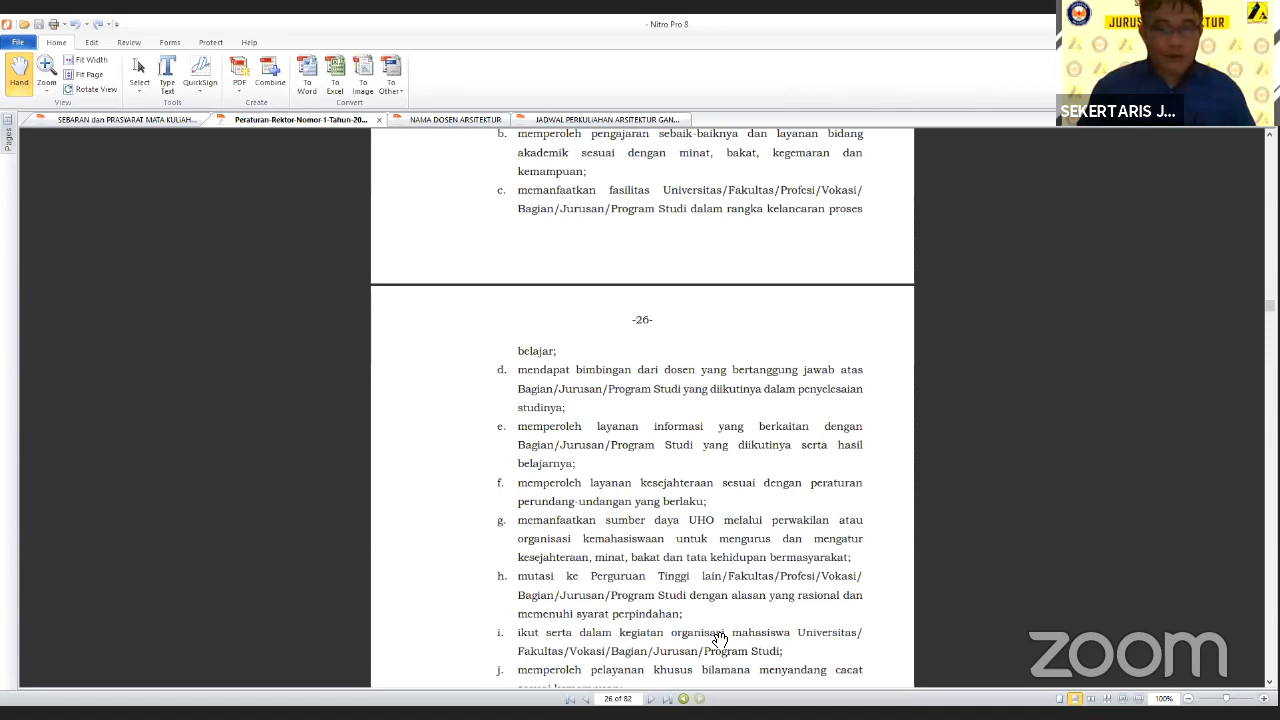 - Nitro Pro 8
File Home Edit Review Forms Protect Help
Hand Zoom Fit Width Fit Page Rotate View Select Type Text QuickSign PDF Combine To Word To Excel To Image To Other
View Tools Create Convert
SEBARAN dan PRASYARAT MATA KULIAH... Peraturan-Rektor-Nomor-1-Tahun-20... NAMA DOSEN ARSITEKTUR JADWAL PERKULIAHAN ARSITEKTUR GAN...
SEKERTARIS J...
Pages
b. memperoleh pengajaran sebaik-baiknya dan layanan bidang
akademik sesuai dengan minat, bakat, kegemaran dan
kemampuan;
c. memanfaatkan fasilitas Universitas/Fakultas/Profesi/Vokasi/
Bagian/Jurusan/Program Studi dalam rangka kelancaran proses
-26-
belajar;
d. mendapat bimbingan dari dosen yang bertanggung jawab atas
Bagian/Jurusan/Program Studi yang diikutinya dalam penyelesaian
studinya;
e. memperoleh layanan informasi yang berkaitan dengan
Bagian/Jurusan/Program Studi yang diikutinya serta hasil
belajarnya;
f. memperoleh layanan kesejahteraan sesuai dengan peraturan
perundang-undangan yang berlaku;
g. memanfaatkan sumber daya UHO melalui perwakilan atau
organisasi kemahasiswaan untuk mengurus dan mengatur
kesejahteraan, minat, bakat dan tata kehidupan bermasyarakat;
h. mutasi ke Perguruan Tinggi lain/Fakultas/Profesi/Vokasi/
Bagian/Jurusan/Program Studi dengan alasan yang rasional dan
memenuhi syarat perpindahan;
i. ikut serta dalam kegiatan organisasi mahasiswa Universitas/
Fakultas/Vokasi/Bagian/Jurusan/Program Studi;
j. memperoleh pelayanan khusus bilamana menyandang cacat
zoom
26 of 82
100%